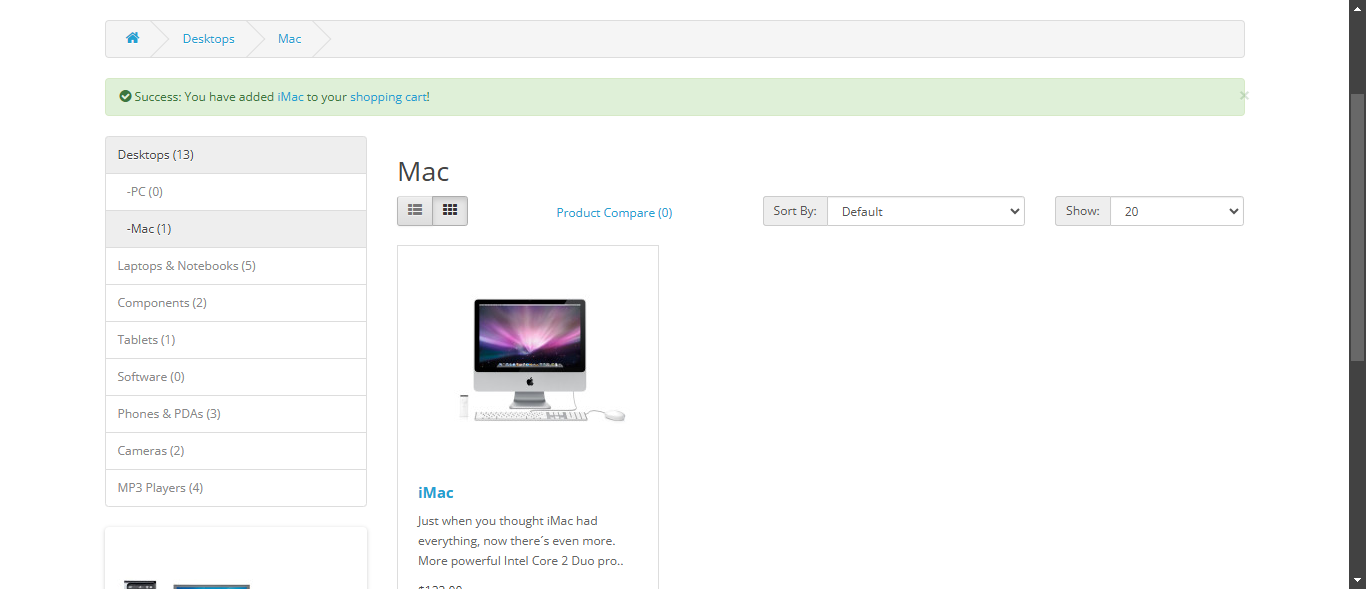 Desktops
Mac
Success: You have added iMac to your shopping cart!
×
Desktops (13)
-PC (0)
-Mac (1)
Laptops & Notebooks (5)
Components (2)
Tablets (1)
Software (0)
Phones & PDAs (3)
Cameras (2)
MP3 Players (4)
Mac
Product Compare (0)
Sort By:
Default
Show:
20
iMac
Just when you thought iMac had
everything, now there´s even more.
More powerful Intel Core 2 Duo pro..